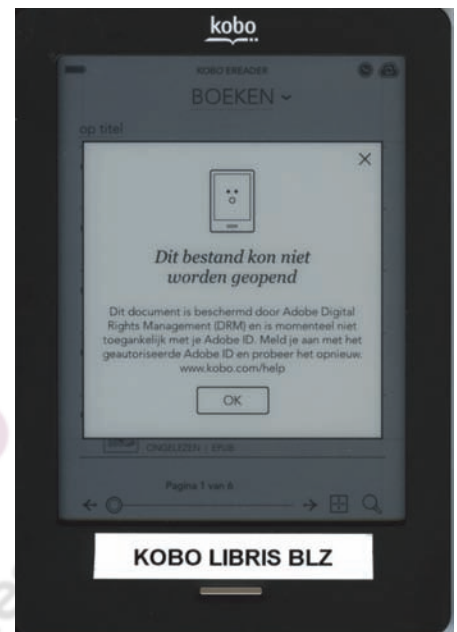 kobo
KOBO EREADER
BOEKEN
op titel
Dit bestand kon niet
worden geopend
Dit document is beschermd door Adobe Digital
Rights Management (DRM) en is momenteel niet
toegankelijk met je Adobe ID. Meld je aan met het
geautoriseerde Adobe ID en probeer het opnieuw.
www.kobo.com/help
OK
ONGELEZEN | EPUB
Pagina 1 van 6
KOBO LIBRIS BLZ